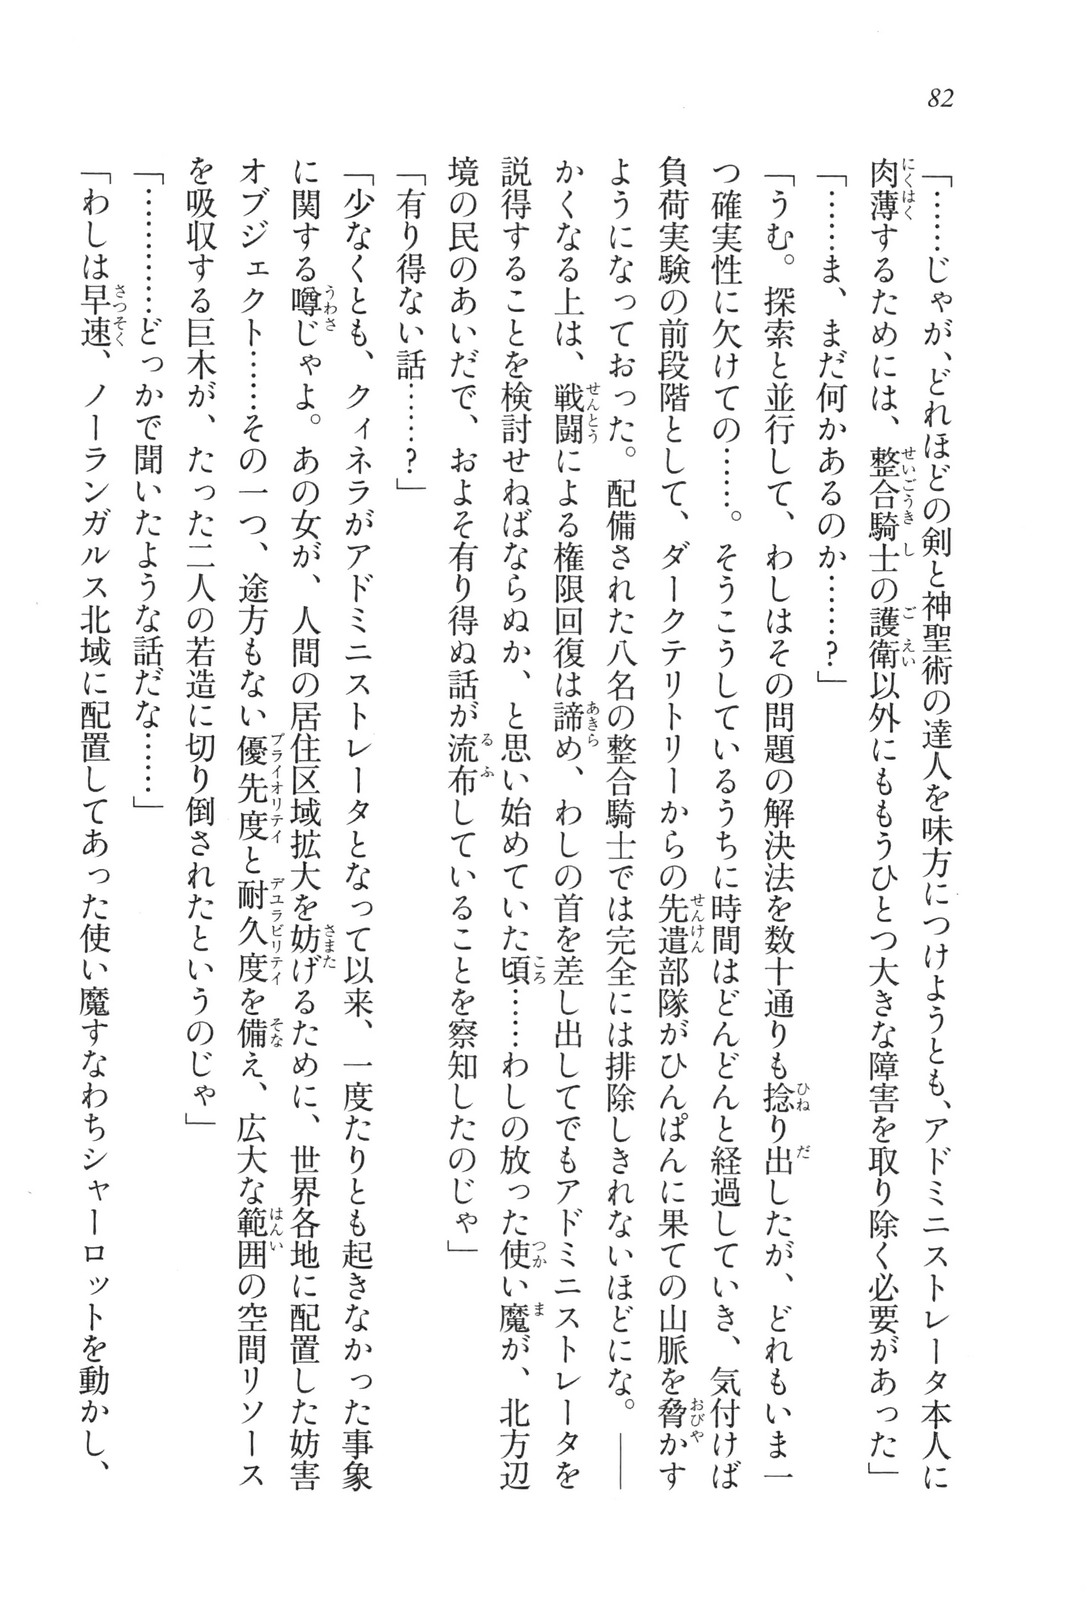 82
「……じゃが、どれほどの剣と神聖術の達人を味方につけようとも、アドミニストレータ本人に
肉薄するためには、整合騎士の護衛以外にももうひとつ大きな障害を取り除く必要があった」
「……ま、まだ何かあるのか……？」
「うむ。探索と並行して、わしはその問題の解決法を数十通りも捻り出したが、どれもいま一
つ確実性に欠けての……。そうこうしているうちに時間はどんどんと経過していき、気付けば
負荷実験の前段階として、ダークテリトリーからの先遣部隊がひんぱんに果ての山脈を脅かす
ようになっておった。配備された八名の整合騎士では完全には排除しきれないほどにな。――
かくなる上は、戦闘による権限回復は諦め、わしの首を差し出してでもアドミニストレータを
説得することを検討せねばならぬか、と思い始めていた頃……わしの放った使い魔が、北方辺
境の民のあいだで、およそ有り得ぬ話が流布していることを察知したのじゃ」
「有り得ない話……？」
「少なくとも、クィネラがアドミニストレータとなって以来、一度たりとも起きなかった事象
に関する噂じゃよ。あの女が、人間の居住区域拡大を妨げるために、世界各地に配置した妨害
オブジェクト……その一つ、途方もない優先度と耐久度を備え、広大な範囲の空間リソース
を吸収する巨木が、たった二人の若造に切り倒されたというのじゃ」
「…………どっかで聞いたような話だな……」
「わしは早速、ノーランガルス北域に配置してあった使い魔すなわちシャーロットを動かし、